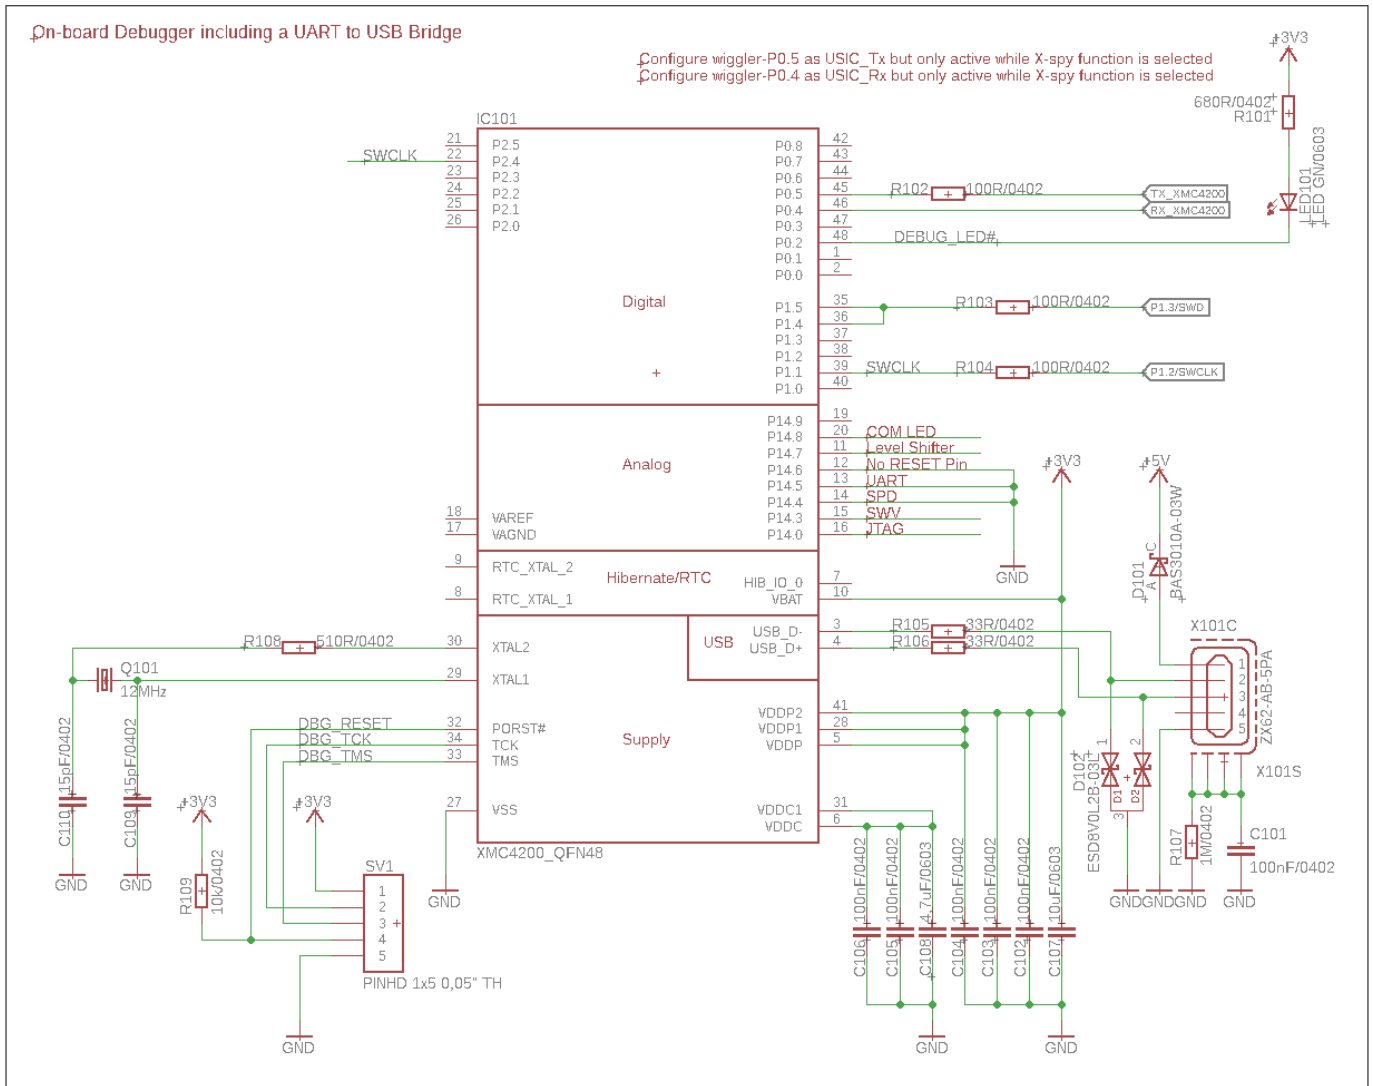 On-board Debugger including a UART to USB Bridge
Configure wiggler-P0.5 as USIC_Tx but only active while X-spy function is selected
Configure wiggler-P0.4 as USIC_Rx but only active while X-spy function is selected
+3V3
680R/0402
R101
LED101
LED GN/0603
IC101
21 P2.5
SWCLK 22 P2.4
23 P2.3
24 P2.2
25 P2.1
26 P2.0
P0.8 42
P0.7 43
P0.6 44
P0.5 45 R102 100R/0402 TX_XMC4200
P0.4 46 RX_XMC4200
P0.3 47
P0.2 48 DEBUG_LED#
P0.1 1
P0.0 2
Digital
P1.5 35 R103 100R/0402 P1.3/SWD
P1.4 36
P1.3 37
P1.2 38
P1.1 39 SWCLK R104 100R/0402 P1.2/SWCLK
P1.0 40
Analog
P14.9 19
P14.8 20 COM LED
P14.7 11 Level Shifter
P14.6 12 No RESET Pin
P14.5 13 UART
P14.4 14 SPD
P14.3 15 SWV
P14.0 16 JTAG
GND
18 VAREF
17 VAGND
9 RTC_XTAL_2
8 RTC_XTAL_1
Hibernate/RTC
HIB_IO_0 7
VBAT 10
+3V3
+5V
D101
C
A
BAS3010A-03W
USB
USB_D- 3 R105 33R/0402
USB_D+ 4 R106 33R/0402
X101C
1
2
3
4
5
ZX62-AB-5PA
X101S
R108 510R/0402 30 XTAL2
Q101
12MHz
29 XTAL1
DBG_RESET 32 PORST#
DBG_TCK 34 TCK
DBG_TMS 33 TMS
Supply
VDDP2 41
VDDP1 28
VDDP 5
27 VSS
VDDC1 31
VDDC 6
XMC4200_QFN48
C110 15pF/0402
C109 15pF/0402
GND
GND
+3V3
R109
10k/0402
+3V3
SV1
1
2
3
4
5
PINHD 1x5 0,05" TH
GND
GND
C106 100nF/0402
C105 100nF/0402
C108 4,7uF/0603
C104 100nF/0402
C103 100nF/0402
C102 100nF/0402
C107 10uF/0603
GND
GND
D102
ESD8V0L2B-03L
1
2
D1
D2
3
R107
1M/0402
C101
100nF/0402
GND
GND
GND
GND